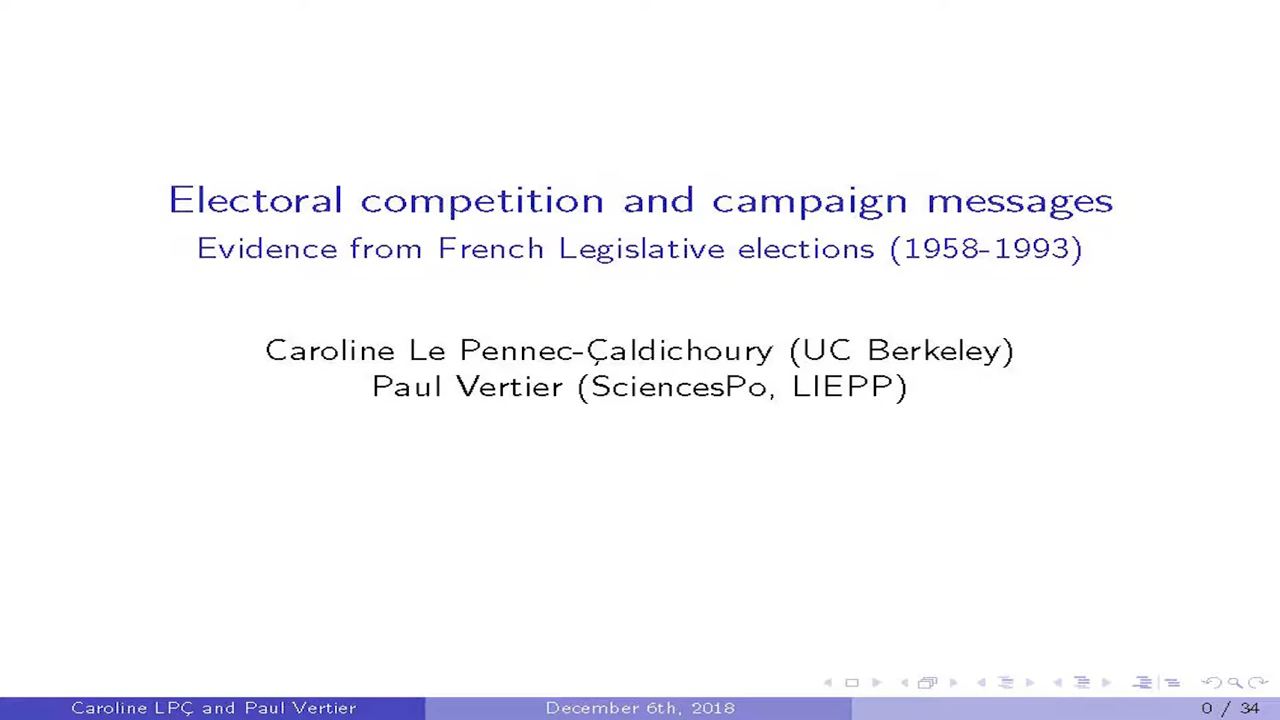 Electoral competition and campaign messages
Evidence from French Legislative elections (1958-1993)
Caroline Le Pennec-Çaldichoury (UC Berkeley)
Paul Vertier (SciencesPo, LIEPP)
Caroline LPÇ and Paul Vertier December 6th, 2018 0 / 34